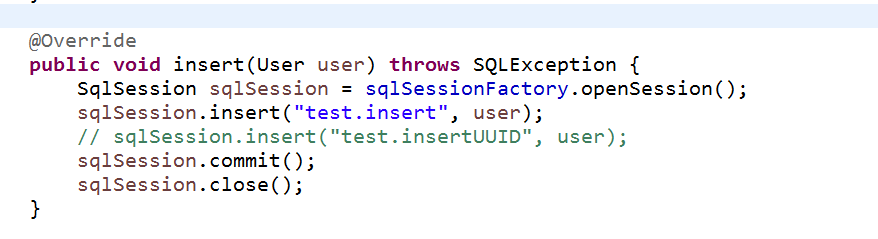 @Override
public void insert(User user) throws SQLException {
    SqlSession sqlSession = sqlSessionFactory.openSession();
    sqlSession.insert("test.insert", user);
    // sqlSession.insert("test.insertUUID", user);
    sqlSession.commit();
    sqlSession.close();
}